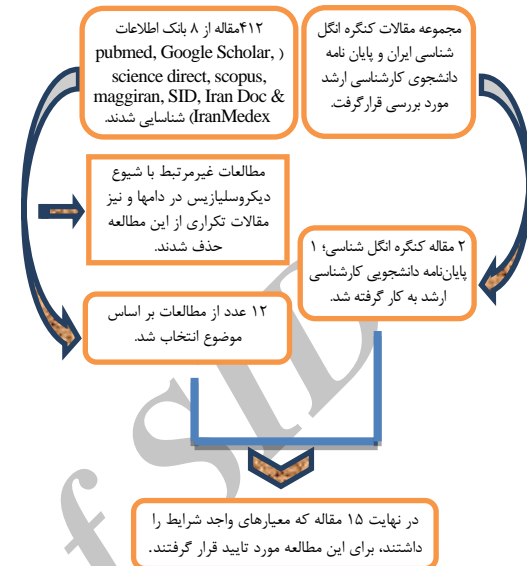 مجموعه مقالات کنگره انگل
شناسی ایران و پایان نامه
دانشجوی کارشناسی ارشد
مورد بررسی قرارگرفت.
۴۱۲مقاله از ۸ بانک اطلاعات
pubmed, Google Scholar, )
science direct, scopus,
maggiran, SID, Iran Doc &
IranMedex) شناسایی شدند.
مطالعات غیرمرتبط با شیوع
دیکروسلیازیس در دامها و نیز
مقالات تکراری از این مطالعه
حذف شدند.
۲ مقاله کنگره انگل شناسی؛ ۱
پایان‌نامه دانشجویی کارشناسی
ارشد به کار گرفته شد.
۱۲ عدد از مطالعات بر اساس
موضوع انتخاب شد.
در نهایت ۱۵ مقاله که معیارهای واجد شرایط را
داشتند، برای این مطالعه مورد تایید قرار گرفتند.
f SID